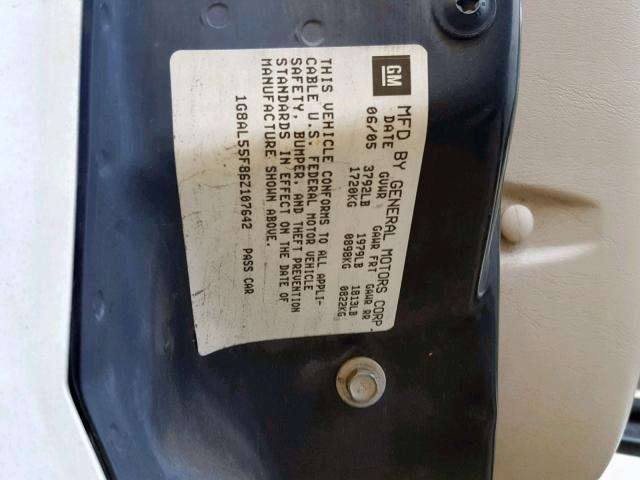 GM
MFD BY GENERAL MOTORS CORP.
DATE GVWR GAWR FRT GAWR RR
06/05 3792LB 1979LB 1813LB
1720KG 0898KG 0822KG
THIS VEHICLE CONFORMS TO ALL APPLI-
CABLE U.S. FEDERAL MOTOR VEHICLE
SAFETY, BUMPER, AND THEFT PREVENTION
STANDARDS IN EFFECT ON THE DATE OF
MANUFACTURE SHOWN ABOVE.
1G8AL55F86Z107642 PASS CAR